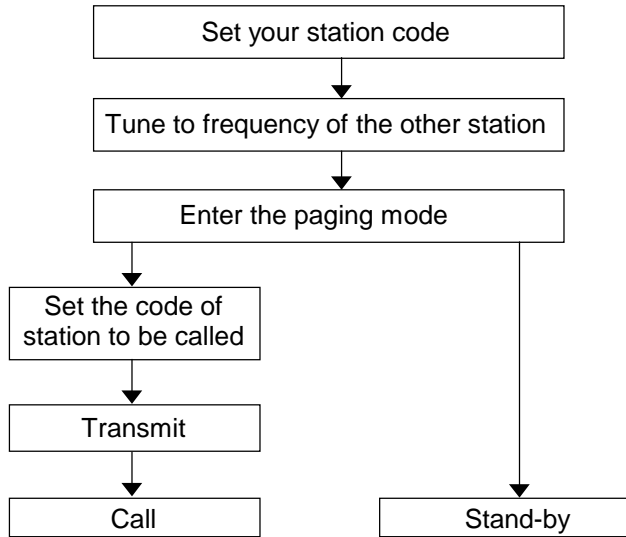 Set your station code
Tune to frequency of the other station
Enter the paging mode
Set the code of
station to be called
Transmit
Call
Stand-by